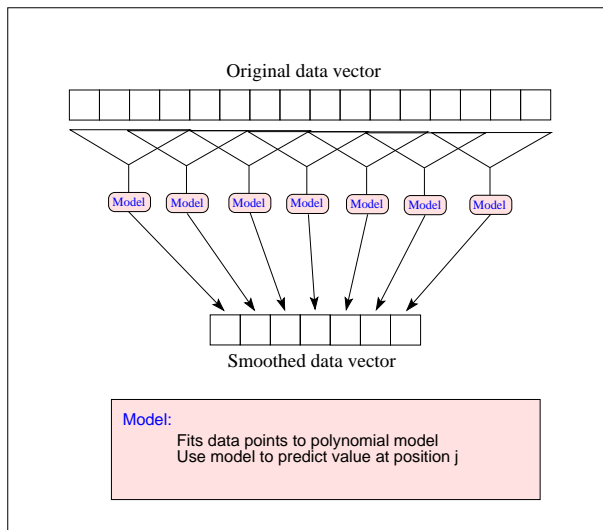 Original data vector
Model Model Model Model Model Model Model
Smoothed data vector
Model:
Fits data points to polynomial model
Use model to predict value at position j